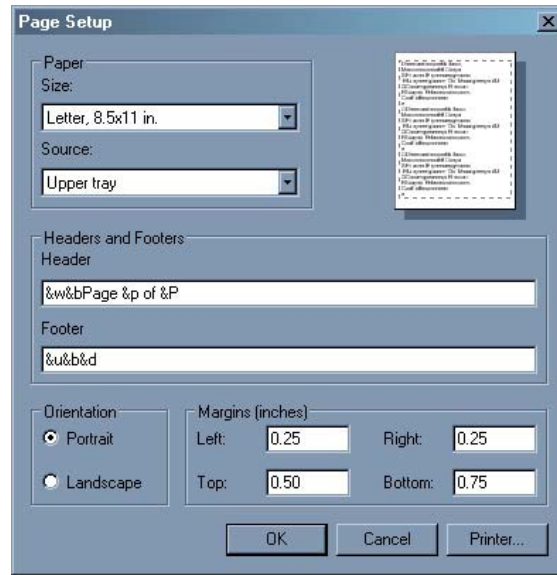 Page Setup
Paper
Size:
Letter, 8.5x11 in.
Source:
Upper tray
Headers and Footers
Header
&w&bPage &p of &P
Footer
&u&b&d
Orientation
Portrait
Landscape
Margins (inches)
Left: 0.25 Right: 0.25
Top: 0.50 Bottom: 0.75
OK Cancel Printer...